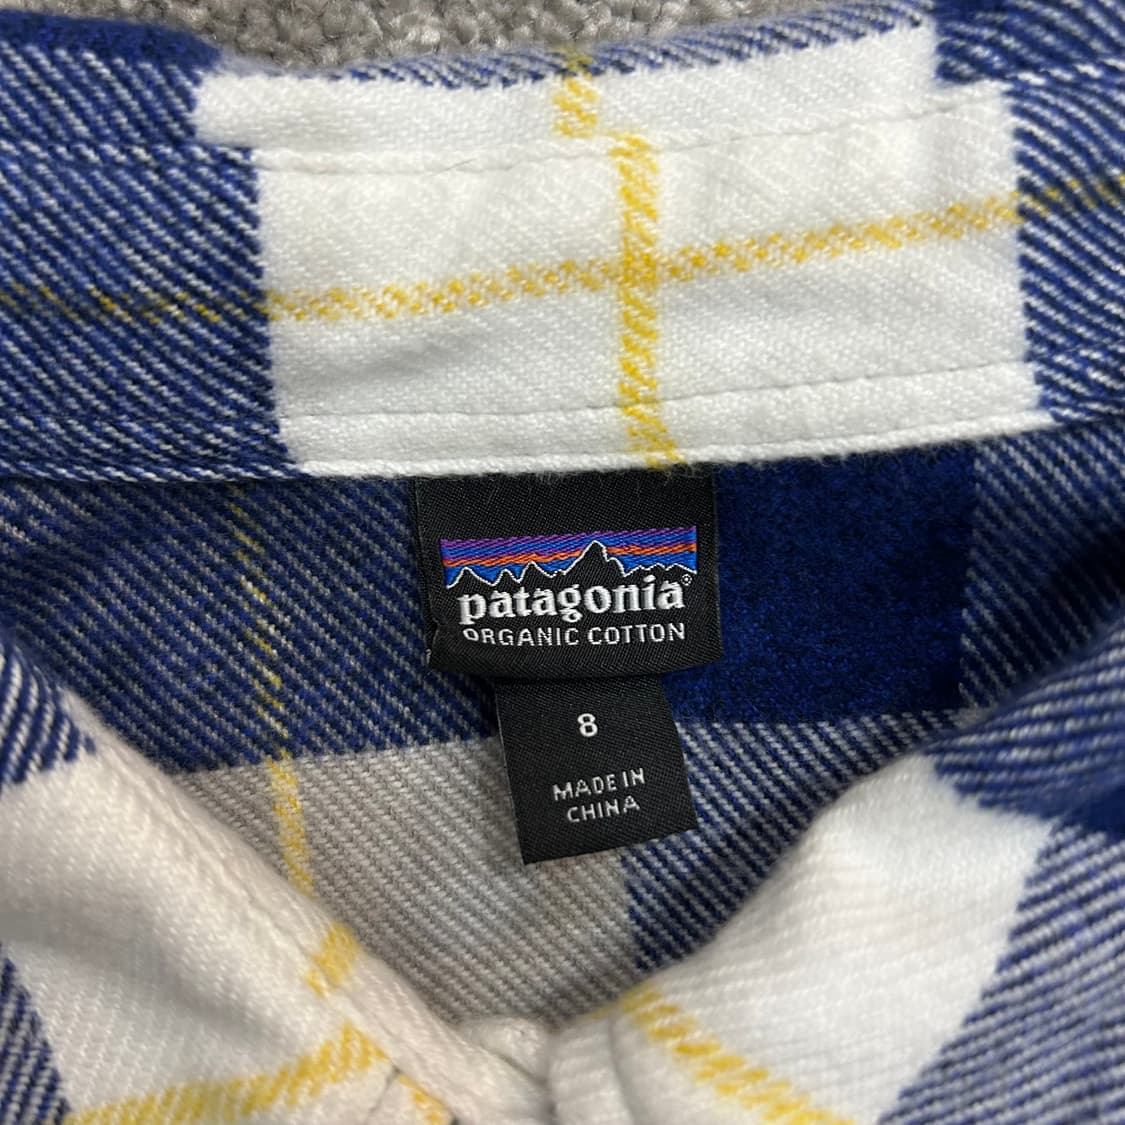 patagonia®
ORGANIC COTTON
8
MADE IN
CHINA